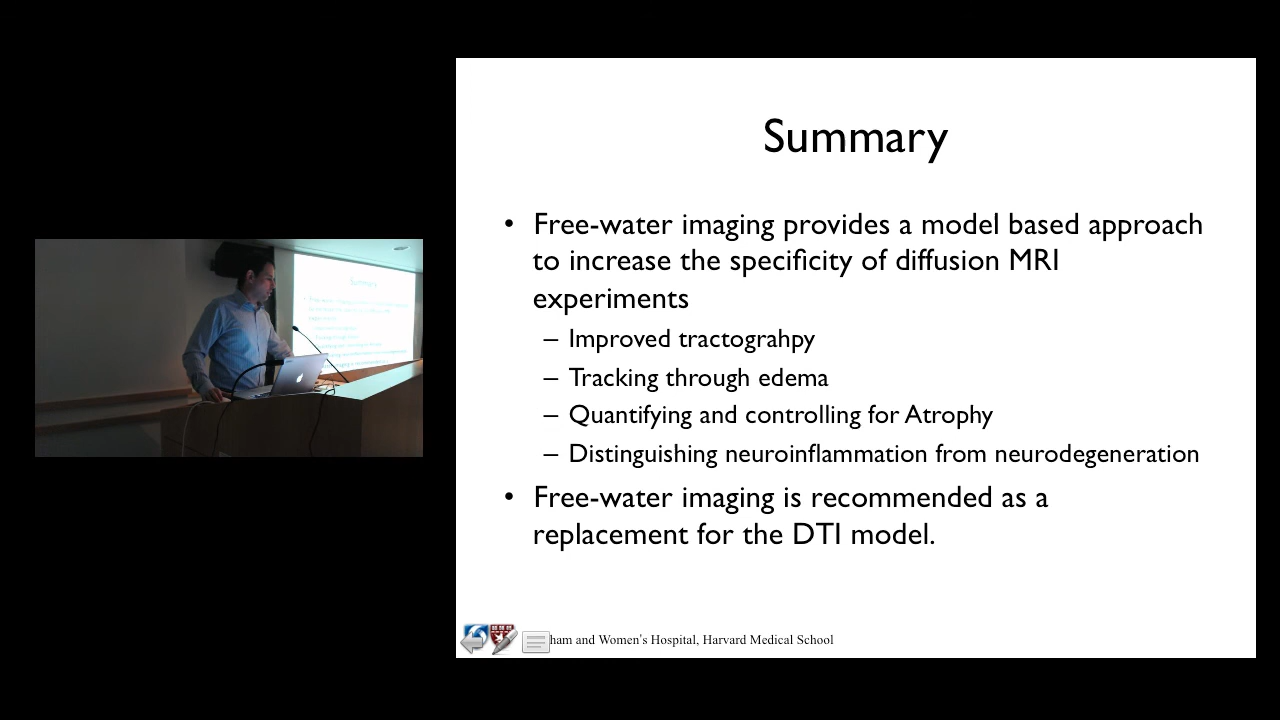 Summary
• Free-water imaging provides a model based approach
to increase the specificity of diffusion MRI
experiments
– Improved tractograhpy
– Tracking through edema
– Quantifying and controlling for Atrophy
– Distinguishing neuroinflammation from neurodegeneration
• Free-water imaging is recommended as a
replacement for the DTI model.
ham and Women's Hospital, Harvard Medical School